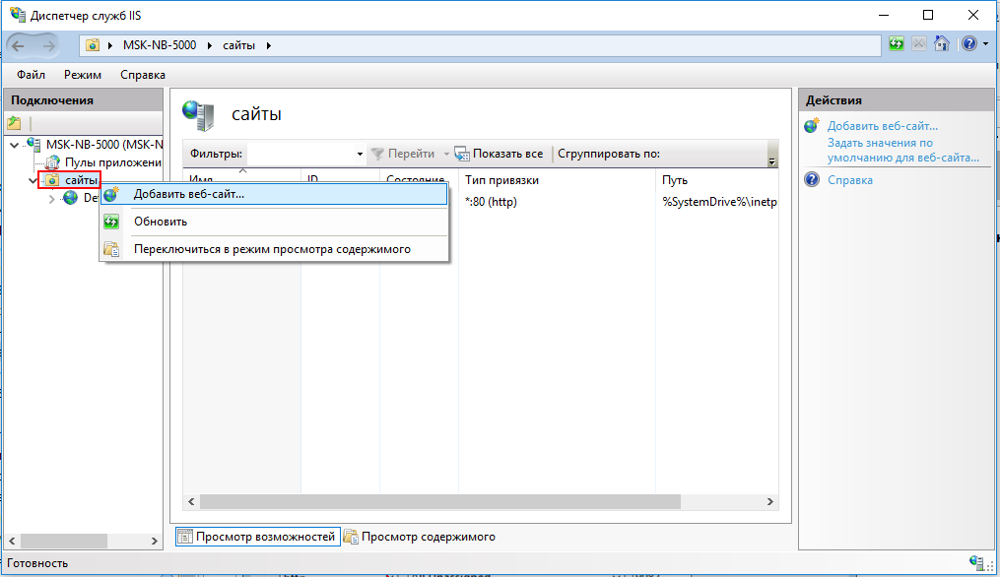 Диспетчер служб IIS
MSK-NB-5000 сайты
Файл Режим Справка
Подключения
MSK-NB-5000 (MSK-N
Пулы приложени
сайты
De
Добавить веб-сайт...
Обновить
Переключиться в режим просмотра содержимого
сайты
Фильтры: Перейти Показать все Сгруппировать по:
Имя ID Состояние Тип привязки Путь
*:80 (http) %SystemDrive%\inetp
Просмотр возможностей Просмотр содержимого
Действия
Добавить веб-сайт...
Задать значения по
умолчанию для веб-сайта...
Справка
Готовность